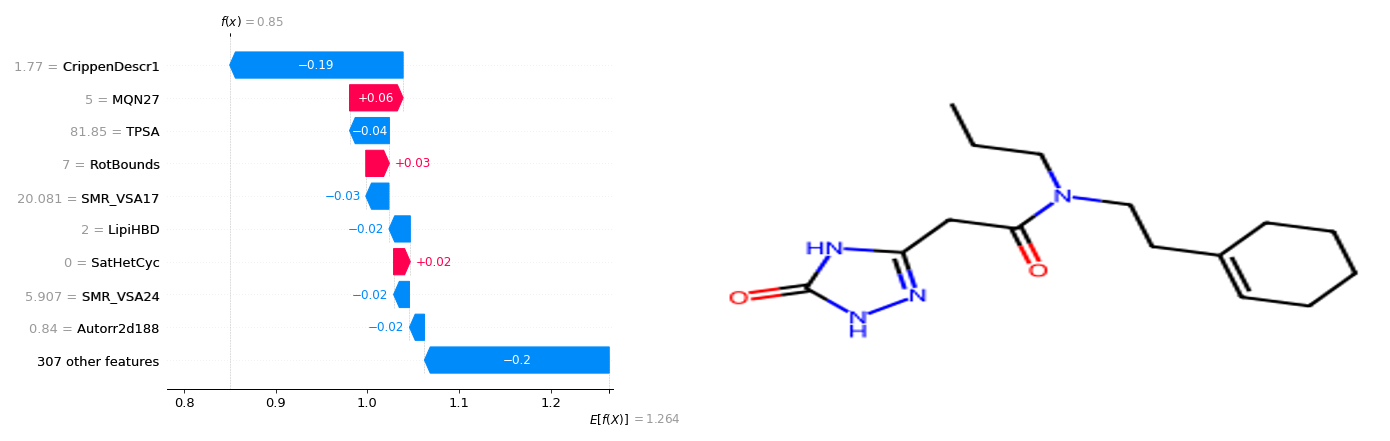 f(x) = 0.85
1.77 = CrippenDescr1
−0.19
5 = MQN27
+0.06
81.85 = TPSA
−0.04
7 = RotBounds
+0.03
20.081 = SMR_VSA17
−0.03
2 = LipiHBD
−0.02
0 = SatHetCyc
+0.02
5.907 = SMR_VSA24
−0.02
0.84 = Autorr2d188
−0.02
307 other features
−0.2
0.8 0.9 1.0 1.1 1.2
E[f(X)] = 1.264
N
HN
O
N
O
N
H